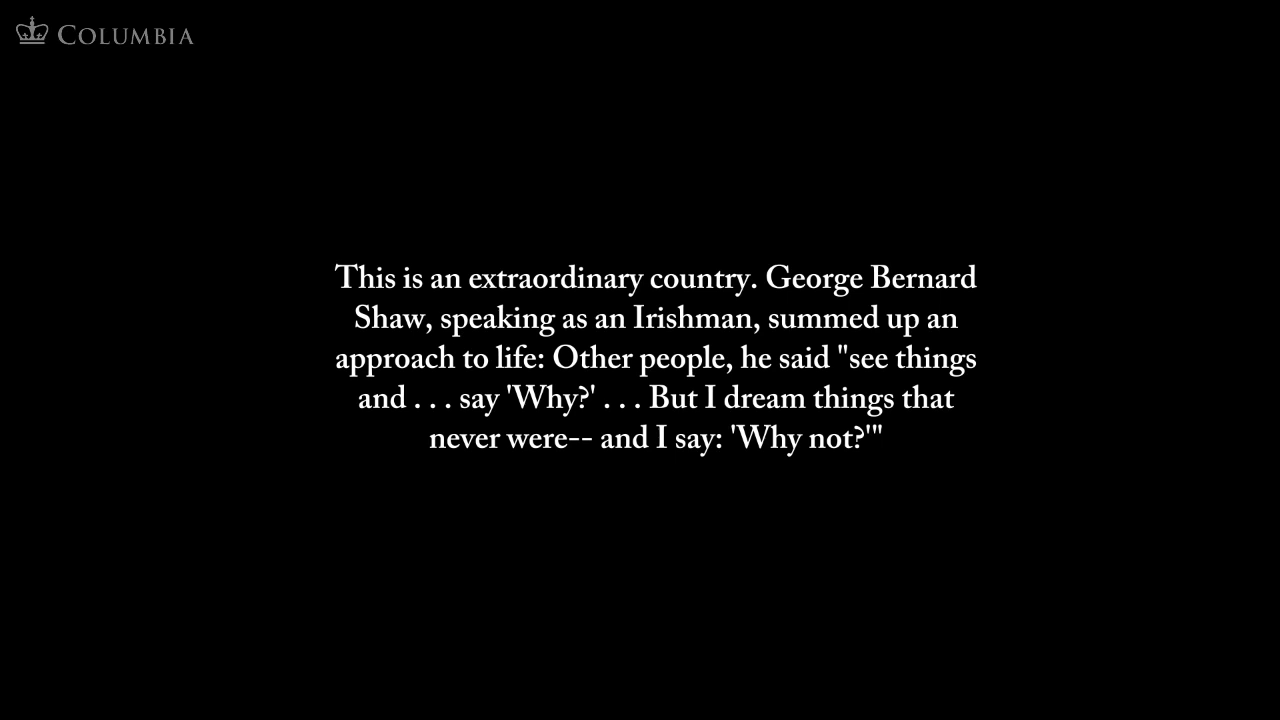 COLUMBIA
This is an extraordinary country. George Bernard
Shaw, speaking as an Irishman, summed up an
approach to life: Other people, he said "see things
and . . . say 'Why?' . . . But I dream things that
never were-- and I say: 'Why not?'"